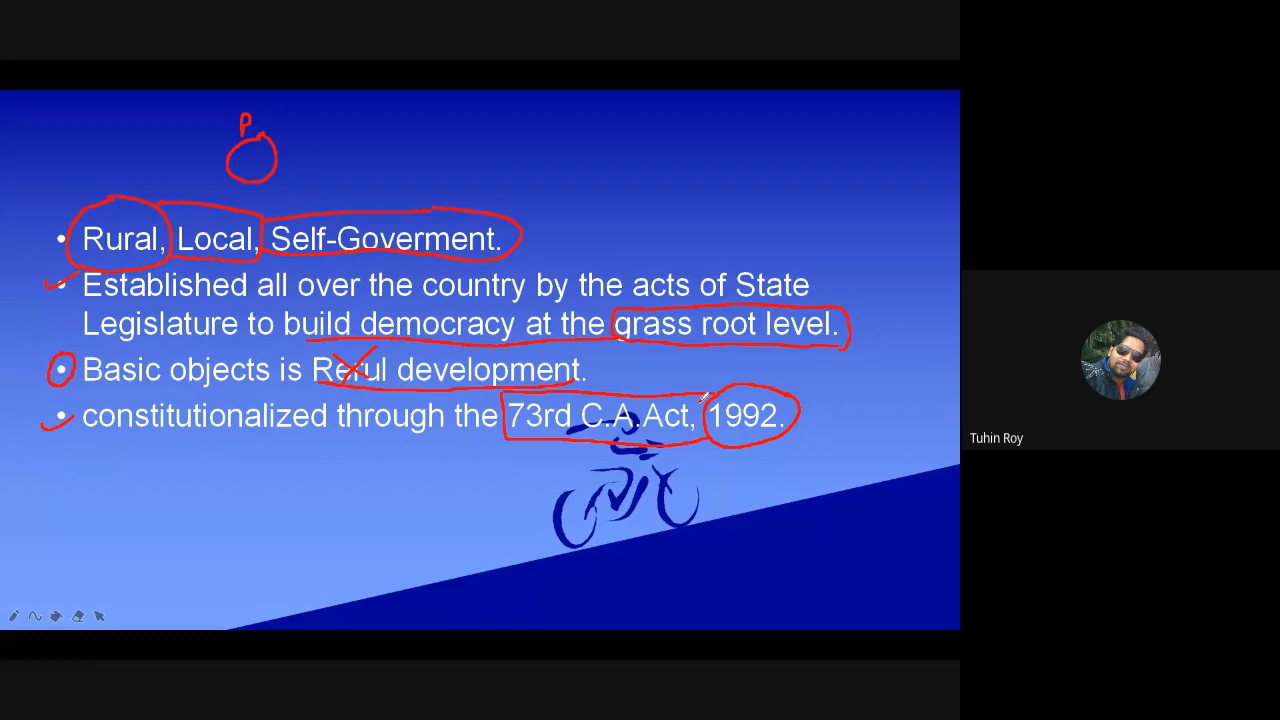 P
• Rural, Local, Self-Goverment.
• Established all over the country by the acts of State
Legislature to build democracy at the grass root level.
• Basic objects is Rerul development.
• constitutionalized through the 73rd C.A.Act, 1992.
Tuhin Roy